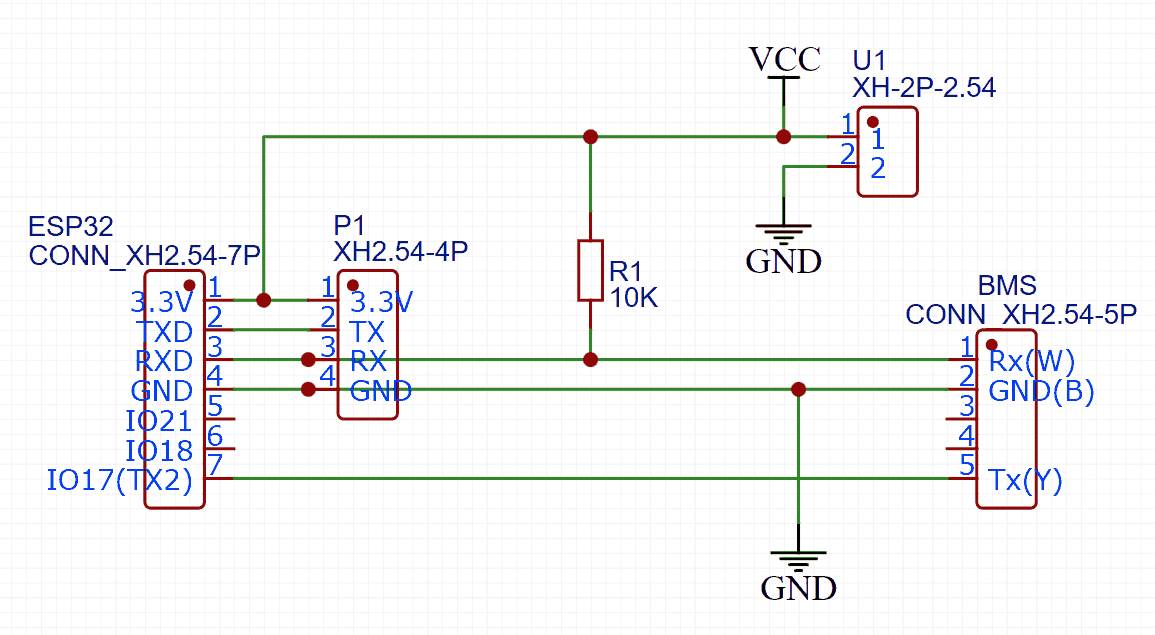 VCC
U1
XH-2P-2.54
1
1
2
2
GND
ESP32
CONN_XH2.54-7P
1
3.3V
2
TXD
3
RXD
4
GND
5
IO21
6
IO18
7
IO17(TX2)
P1
XH2.54-4P
1
3.3V
2
TX
3
RX
4
GND
R1
10K
BMS
CONN_XH2.54-5P
1
Rx(W)
2
GND(B)
3
4
5
Tx(Y)
GND